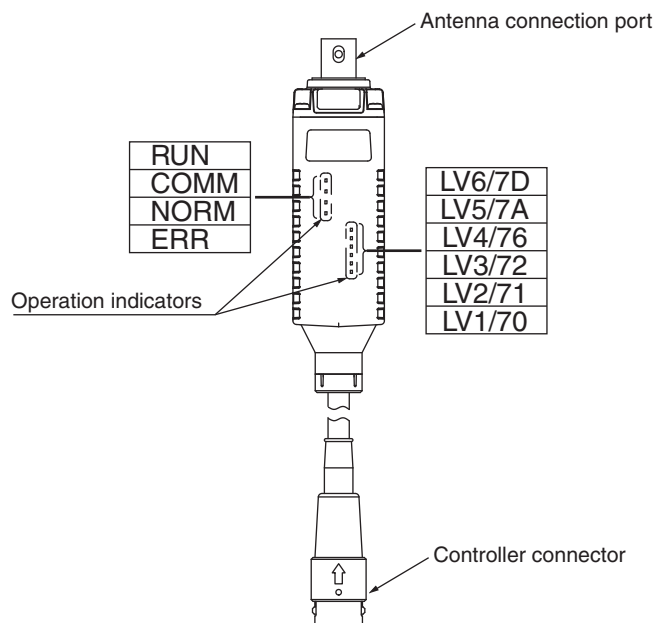 Antenna connection port
RUN
COMM
NORM
ERR
LV6/7D
LV5/7A
LV4/76
LV3/72
LV2/71
LV1/70
Operation indicators
Controller connector